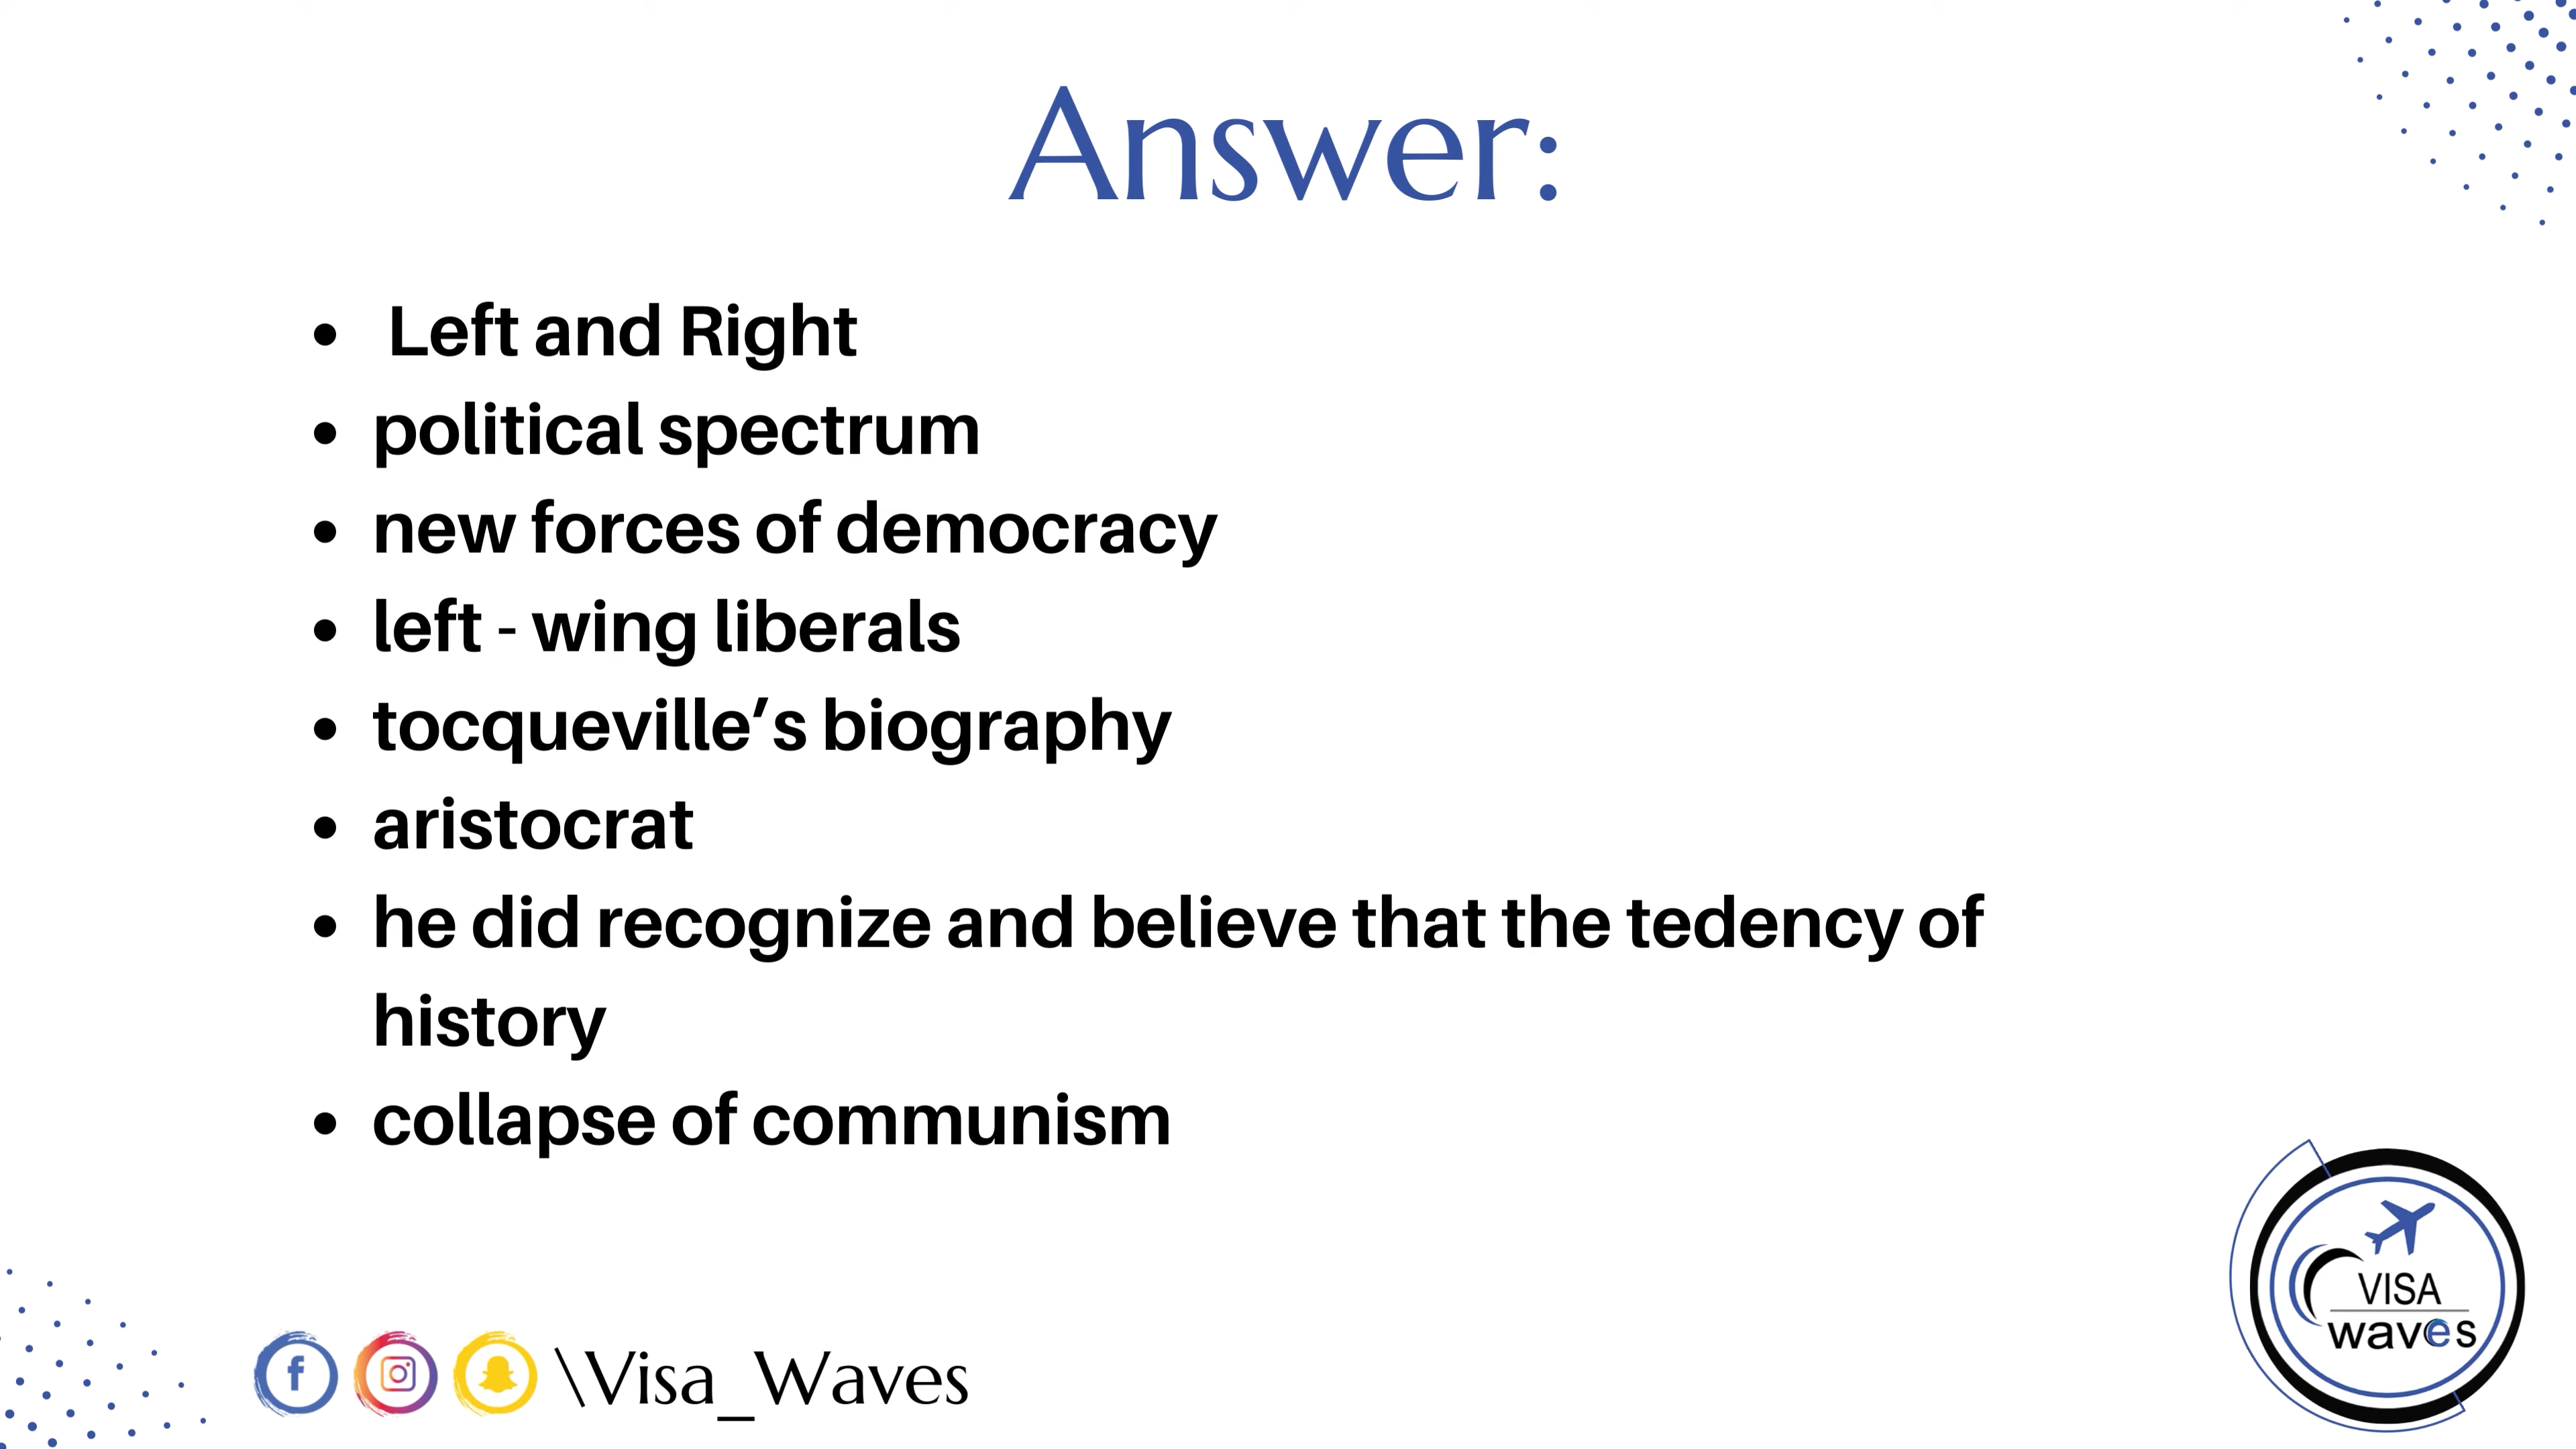 Answer:
Left and Right
political spectrum
new forces of democracy
left - wing liberals
tocqueville’s biography
aristocrat
he did recognize and believe that the tedency of
history
collapse of communism
\Visa_Waves
VISA
waves